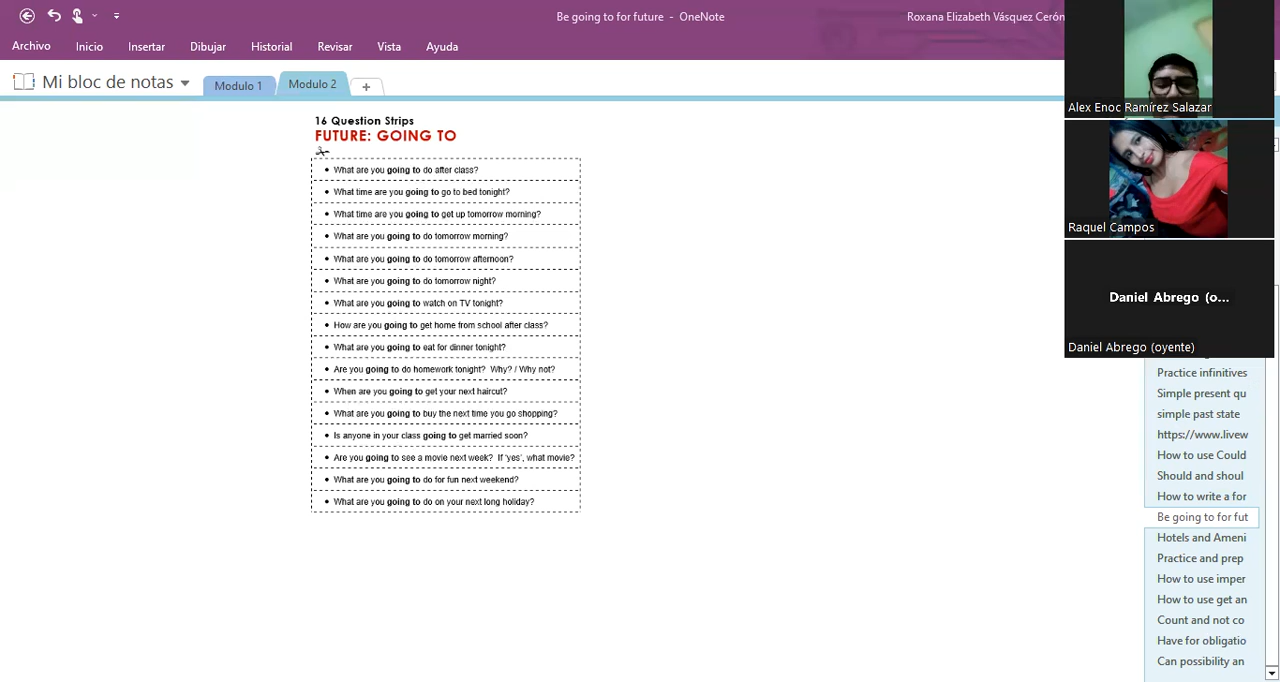 Be going to for future - OneNote
Roxana Elizabeth Vásquez Cerón
Archivo
Inicio
Insertar
Dibujar
Historial
Revisar
Vista
Ayuda
Mi bloc de notas
Modulo 1
Modulo 2
+
16 Question Strips
FUTURE: GOING TO
• What are you going to do after class?
• What time are you going to go to bed tonight?
• What time are you going to get up tomorrow morning?
• What are you going to do tomorrow morning?
• What are you going to do tomorrow afternoon?
• What are you going to do tomorrow night?
• What are you going to watch on TV tonight?
• How are you going to get home from school after class?
• What are you going to eat for dinner tonight?
• Are you going to do homework tonight? Why? / Why not?
• When are you going to get your next haircut?
• What are you going to buy the next time you go shopping?
• Is anyone in your class going to get married soon?
• Are you going to see a movie next week? If 'yes', what movie?
• What are you going to do for fun next weekend?
• What are you going to do on your next long holiday?
Alex Enoc Ramírez Salazar
Raquel Campos
Daniel Abrego (o...
Daniel Abrego (oyente)
Practice infinitives
Simple present qu
simple past state
https://www.livew
How to use Could
Should and shoul
How to write a for
Be going to for fut
Hotels and Ameni
Practice and prep
How to use imper
How to use get an
Count and not co
Have for obligatio
Can possibility an